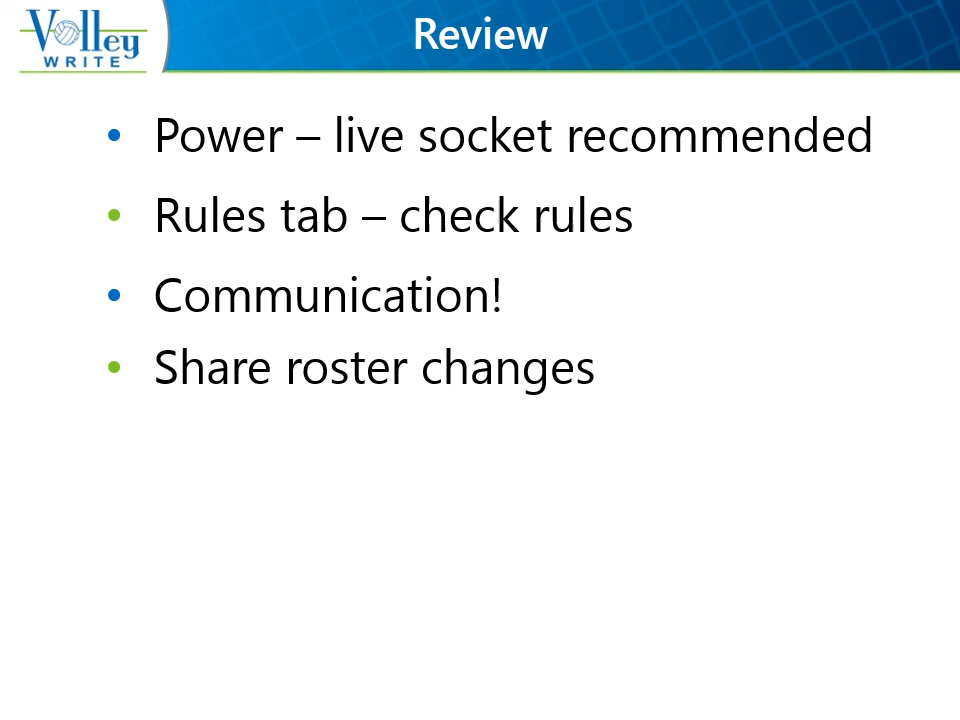 Volley
WRITE
Review
• Power – live socket recommended
• Rules tab – check rules
• Communication!
• Share roster changes